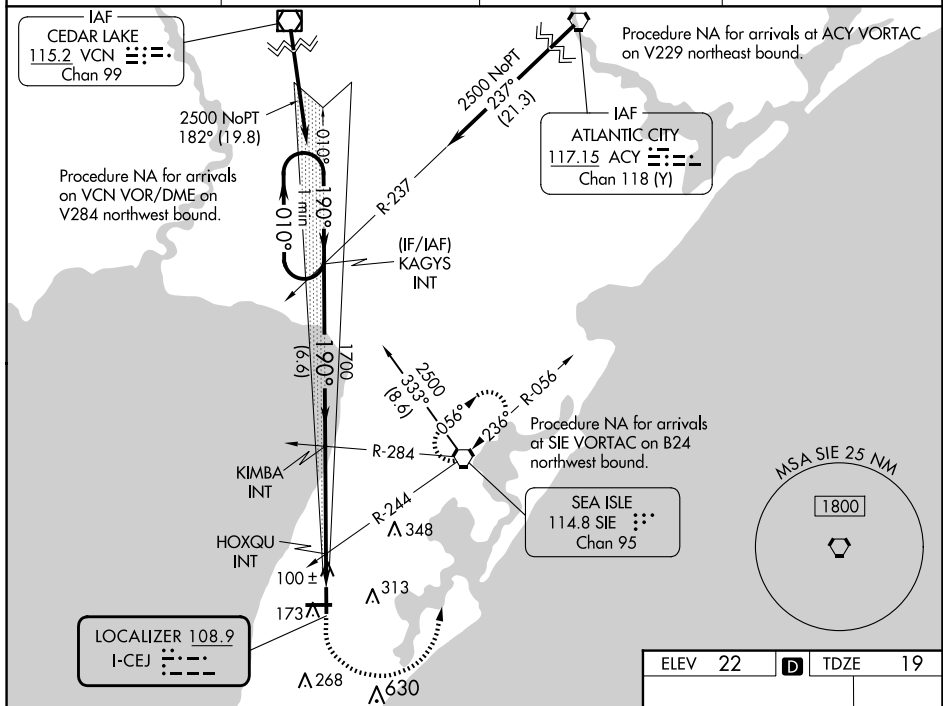 IAF
CEDAR LAKE
115.2 VCN
Chan 99
Procedure NA for arrivals at ACY VORTAC
on V229 northeast bound.
2500 NoPT
237°
(21.3)
2500 NoPT
182° (19.8)
IAF
ATLANTIC CITY
117.15 ACY
Chan 118 (Y)
Procedure NA for arrivals
on VCN VOR/DME on
V284 northwest bound.
010°
1 min
190°
010°
R-237
(IF/IAF)
KAGYS
INT
1700
190°
(6.6)
2500
333°
(8.6)
056°
236°
R-056
Procedure NA for arrivals
at SIE VORTAC on B24
northwest bound.
R-284
KIMBA
INT
R-244
SEA ISLE
114.8 SIE
Chan 95
MSA SIE 25 NM
1800
HOXQU
INT
348
100 ±
313
173
LOCALIZER 108.9
I-CEJ
268
630
ELEV 22 D TDZE 19